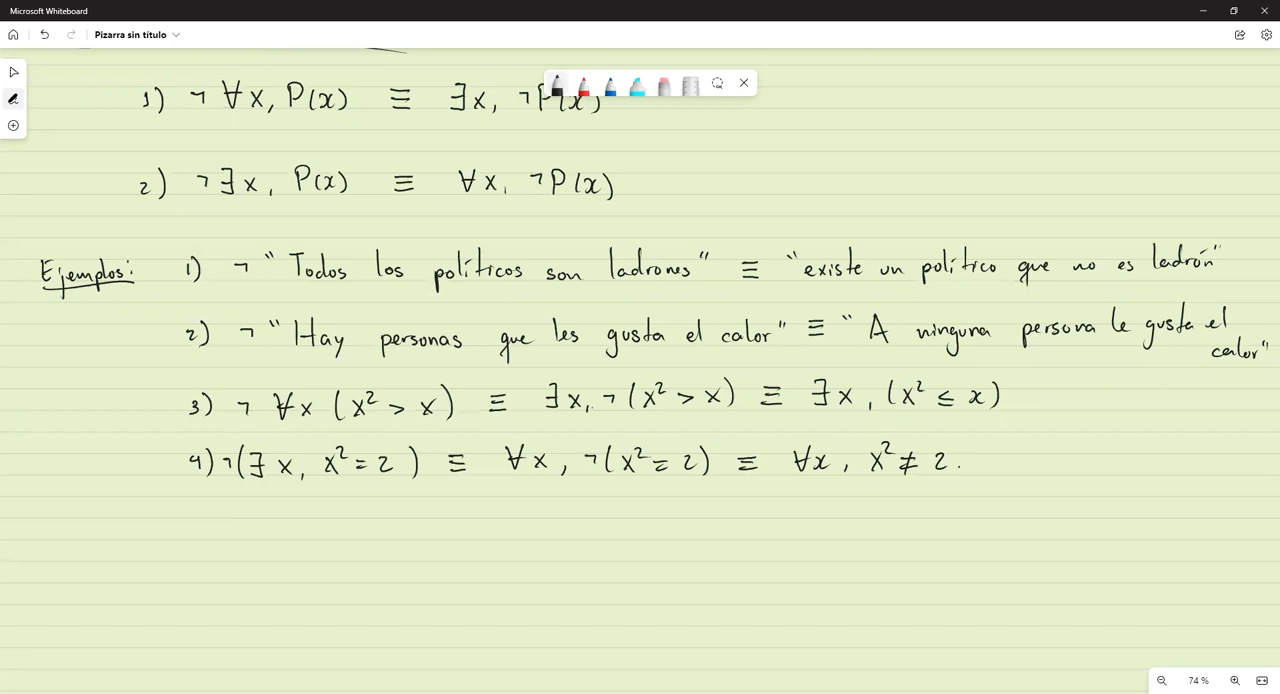 Microsoft Whiteboard
Pizarra sin título
1) ¬ ∀x, P(x) ≡ ∃x, ¬P(x)
2) ¬∃x, P(x) ≡ ∀x, ¬P(x)
Ejemplos: 1) ¬ "Todos los políticos son ladrones" ≡ "existe un político que no es ladrón"
2) ¬ "Hay personas que les gusta el calor" ≡ "A ninguna persona le gusta el
calor"
3) ¬ ∀x (x² > x) ≡ ∃x, ¬(x² > x) ≡ ∃x, (x² ≤ x)
4) ¬(∃x, x² = 2) ≡ ∀x, ¬(x² = 2) ≡ ∀x, x² ≠ 2.
74 %